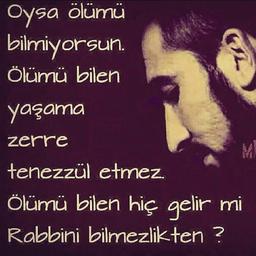 Oysa ölümü
bilmiyorsun.
Ölümü bilen
yaşama
zerre
tenezzül etmez.
Ölümü bilen hiç gelir mi
Rabbini bilmezlikten ?